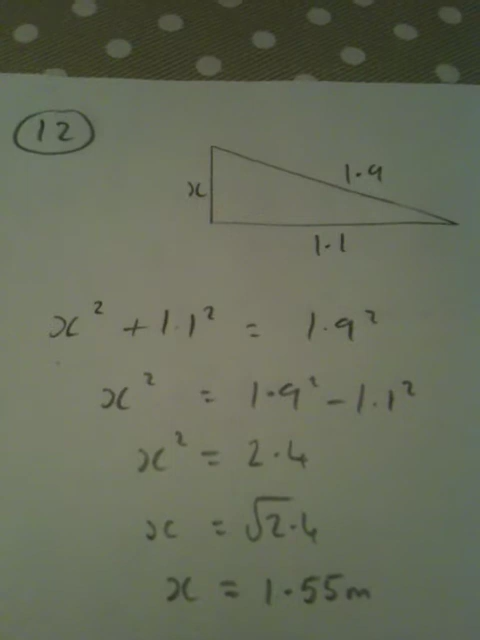 12
x
1.9
1.1
x² + 1.1² = 1.9²
x² = 1.9² - 1.1²
x² = 2.4
x = √2.4
x = 1.55m